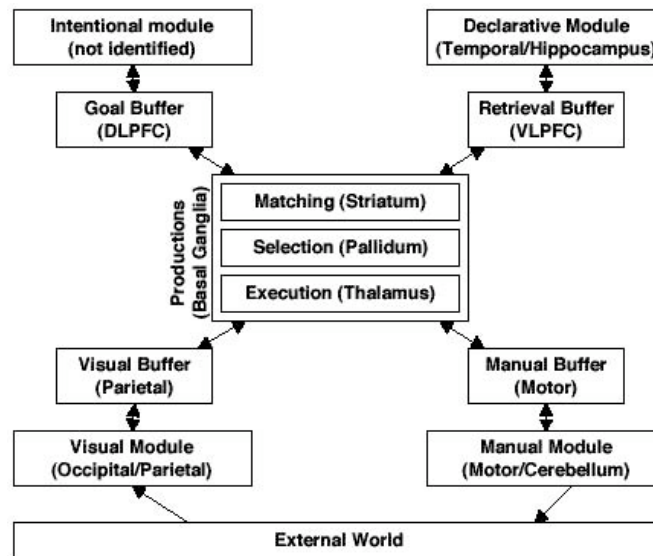 Intentional module
(not identified)
Declarative Module
(Temporal/Hippocampus)
Goal Buffer
(DLPFC)
Retrieval Buffer
(VLPFC)
Productions
(Basal Ganglia)
Matching (Striatum)
Selection (Pallidum)
Execution (Thalamus)
Visual Buffer
(Parietal)
Manual Buffer
(Motor)
Visual Module
(Occipital/Parietal)
Manual Module
(Motor/Cerebellum)
External World